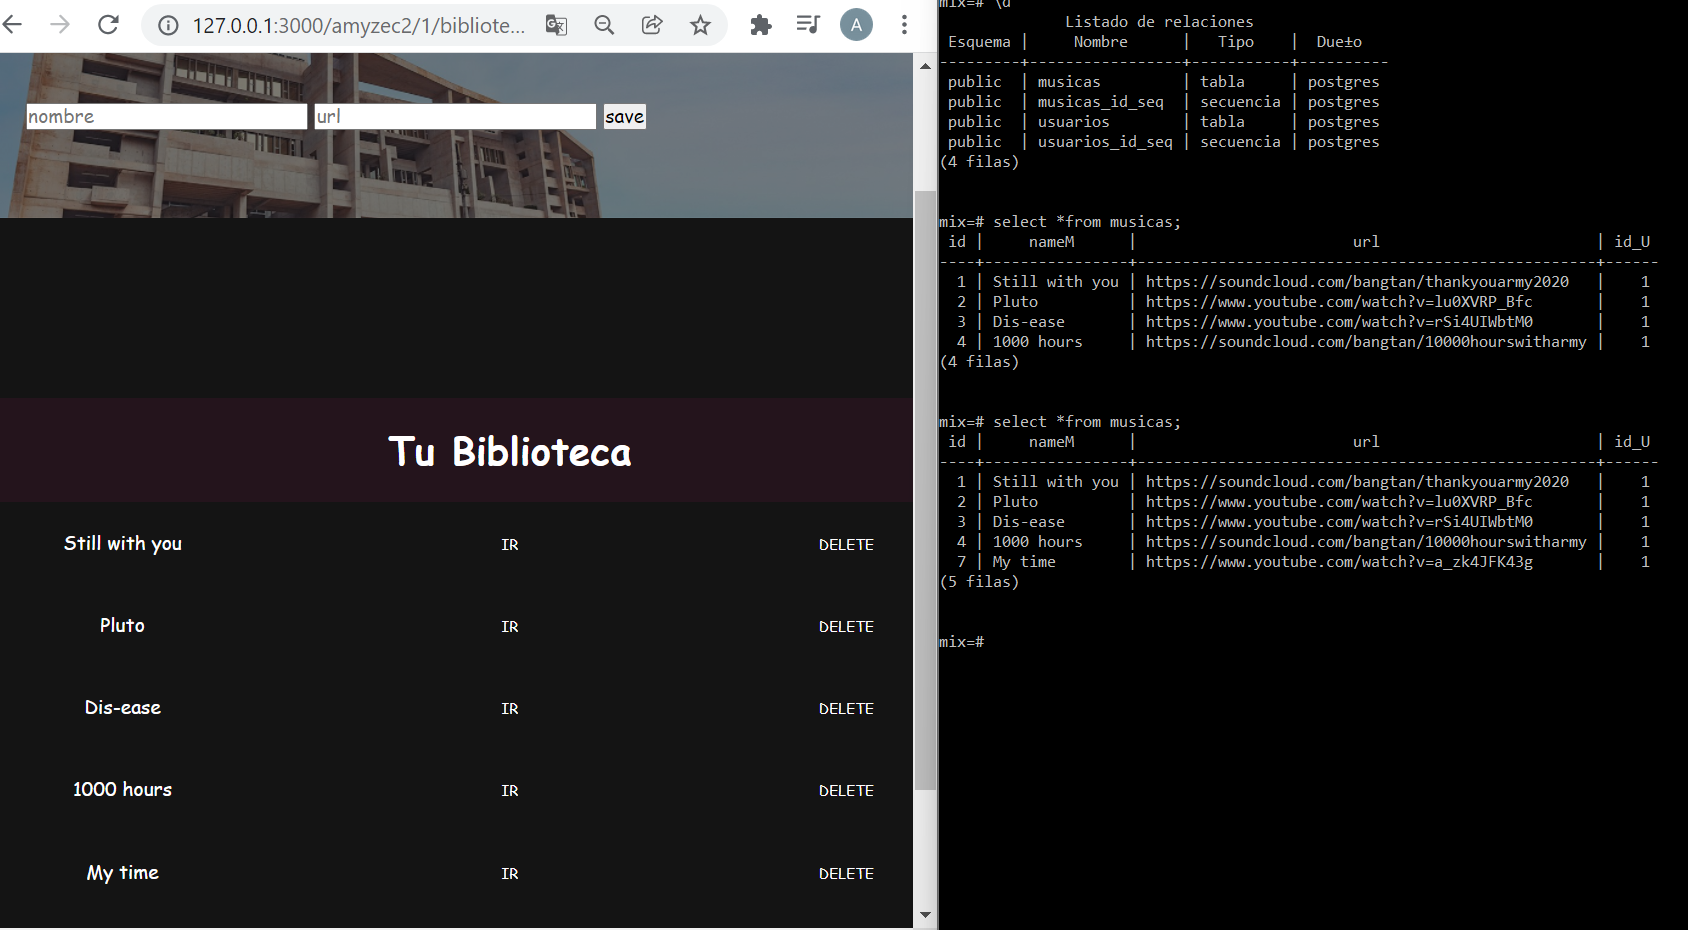 127.0.0.1:3000/amyzec2/1/bibliote...
A
nombre
url
save
Tu Biblioteca
Still with you IR DELETE
Pluto IR DELETE
Dis-ease IR DELETE
1000 hours IR DELETE
My time IR DELETE
mix=# \d
Listado de relaciones
Esquema | Nombre | Tipo | Due±o
---------+-----------------+-----------+----------
public | musicas | tabla | postgres
public | musicas_id_seq | secuencia | postgres
public | usuarios | tabla | postgres
public | usuarios_id_seq | secuencia | postgres
(4 filas)
mix=# select *from musicas;
id | nameM | url | id_U
----+----------------+---------------------------------------------------+------
1 | Still with you | https://soundcloud.com/bangtan/thankyouarmy2020 | 1
2 | Pluto | https://www.youtube.com/watch?v=lu0XVRP_Bfc | 1
3 | Dis-ease | https://www.youtube.com/watch?v=rSi4UIWbtM0 | 1
4 | 1000 hours | https://soundcloud.com/bangtan/10000hourswitharmy | 1
(4 filas)
mix=# select *from musicas;
id | nameM | url | id_U
----+----------------+---------------------------------------------------+------
1 | Still with you | https://soundcloud.com/bangtan/thankyouarmy2020 | 1
2 | Pluto | https://www.youtube.com/watch?v=lu0XVRP_Bfc | 1
3 | Dis-ease | https://www.youtube.com/watch?v=rSi4UIWbtM0 | 1
4 | 1000 hours | https://soundcloud.com/bangtan/10000hourswitharmy | 1
7 | My time | https://www.youtube.com/watch?v=a_zk4JFK43g | 1
(5 filas)
mix=#